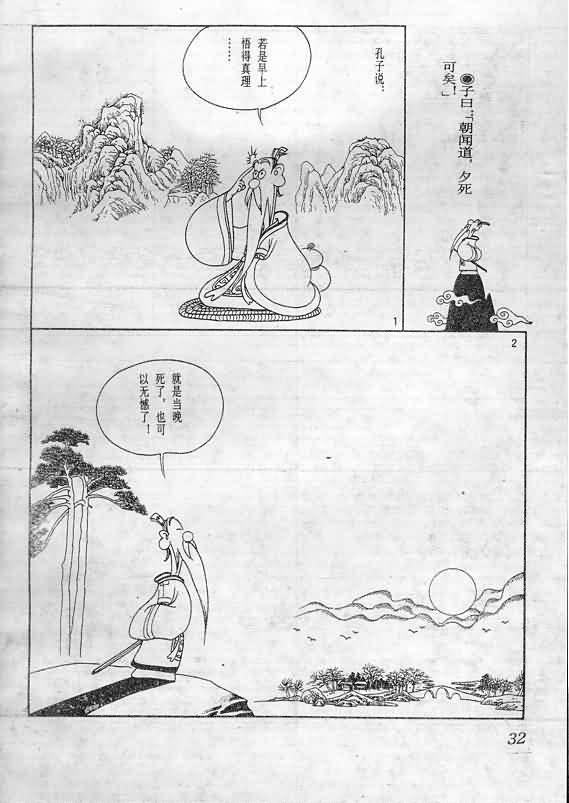 ◉子曰:「朝闻道，夕死
可矣！」
孔子说：
若是早上
悟得真理
……
1
2
就是当晚
死了，也可
以无憾了！
32